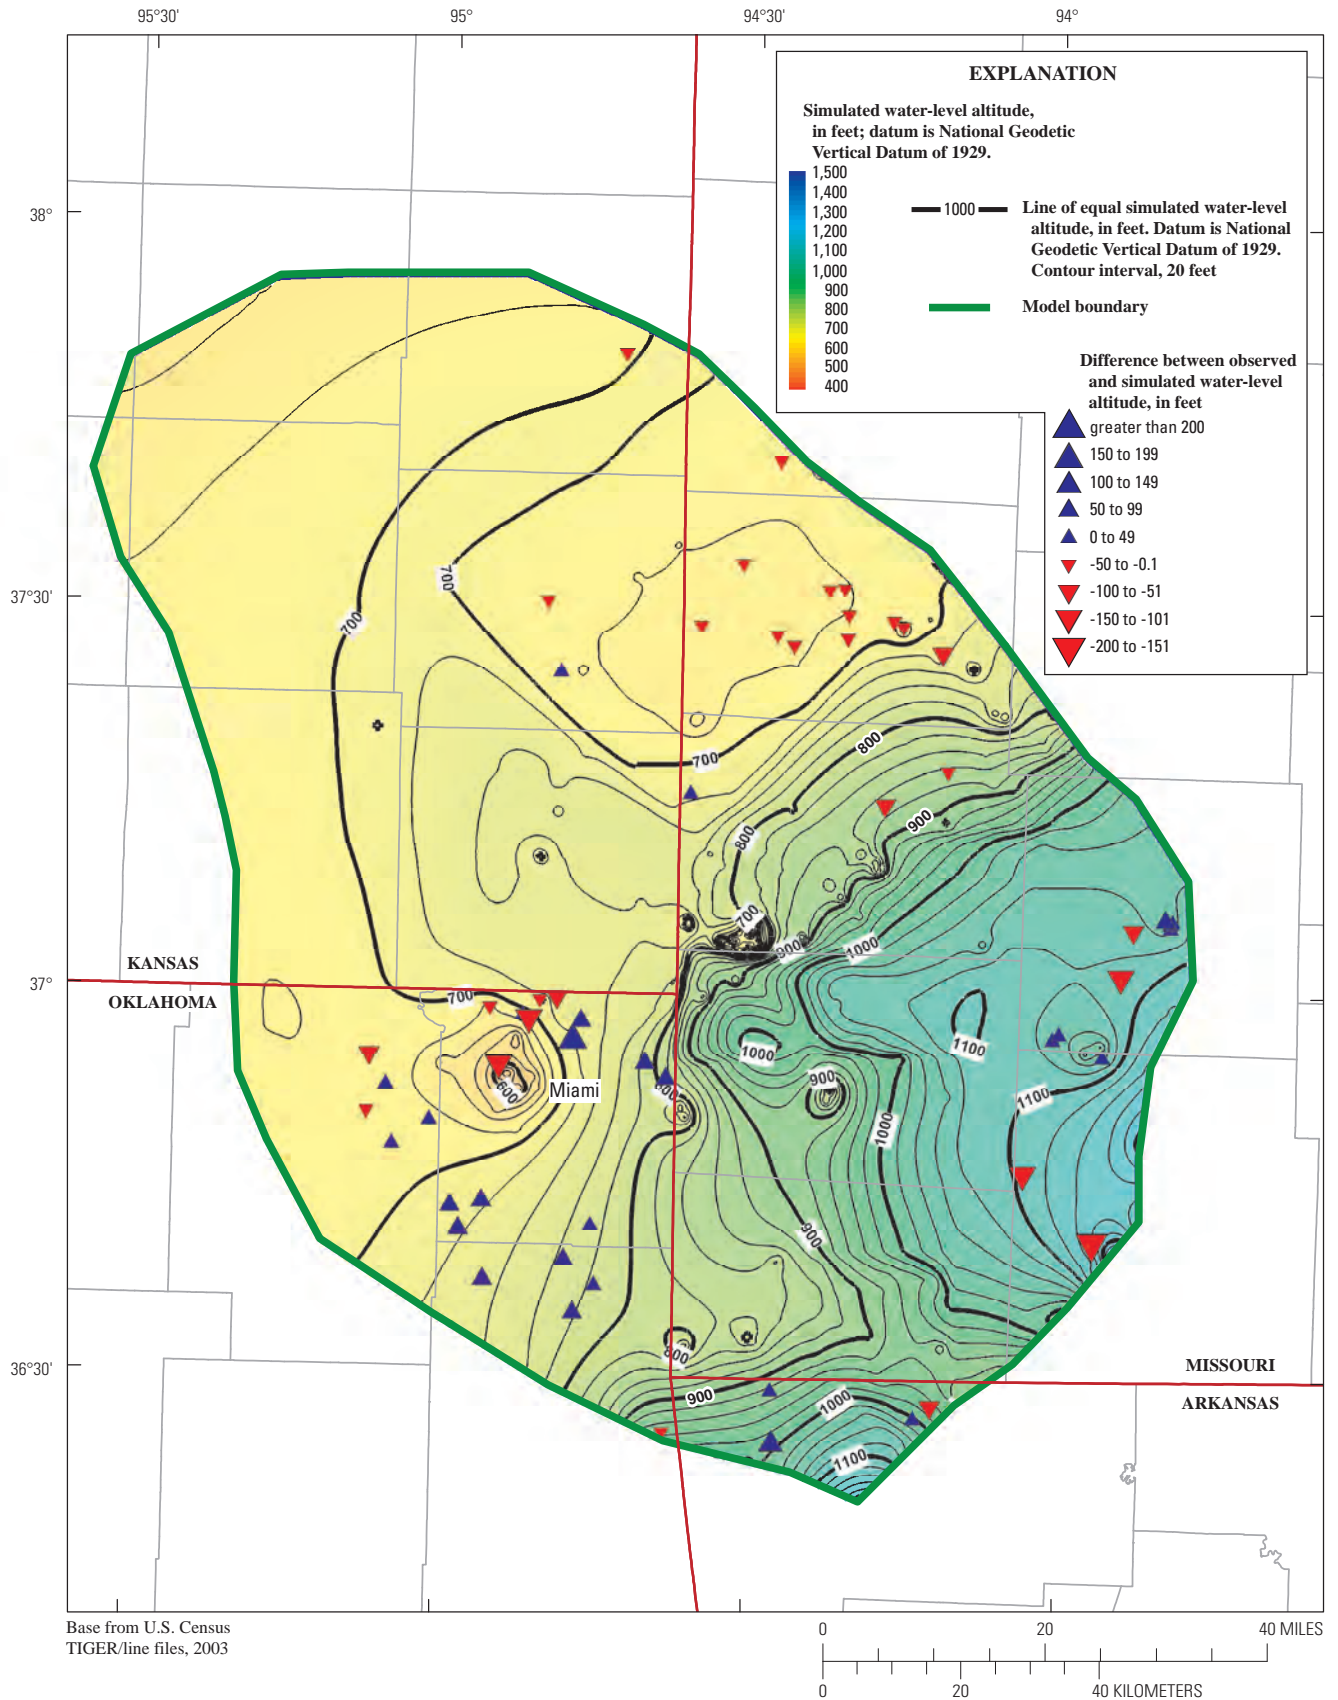 95°30'
95°
94°30'
94°
EXPLANATION
Simulated water-level altitude,
in feet; datum is National Geodetic
Vertical Datum of 1929.
1,500
1,400
1,300
1,200
1,100
1,000
900
800
700
600
500
400
1000
Line of equal simulated water-level
altitude, in feet. Datum is National
Geodetic Vertical Datum of 1929.
Contour interval, 20 feet
Model boundary
Difference between observed
and simulated water-level
altitude, in feet
greater than 200
150 to 199
100 to 149
50 to 99
0 to 49
-50 to -0.1
-100 to -51
-150 to -101
-200 to -151
38°
37°30'
37°
36°30'
700
700
700
800
800
900
700
900
1000
KANSAS
OKLAHOMA
700
1000
1100
900
600
Miami
800
1100
1000
900
800
900
1000
1100
MISSOURI
ARKANSAS
Base from U.S. Census
TIGER/line files, 2003
0 20 40 MILES
0 20 40 KILOMETERS